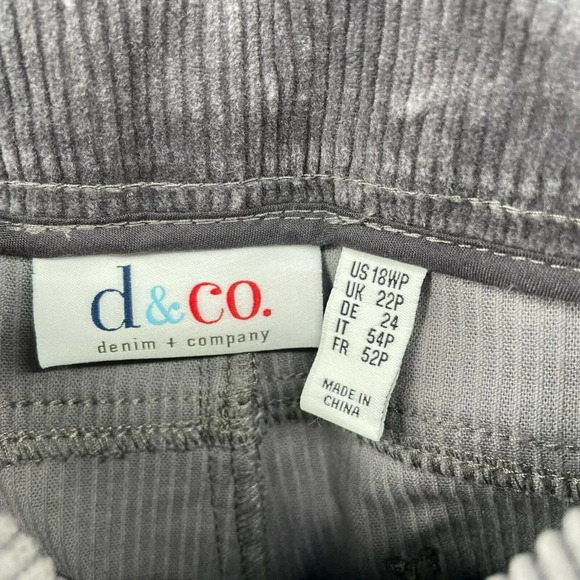 d&co.
denim + company
US 18WP
UK 22P
DE 24
IT 54P
FR 52P
MADE IN
CHINA